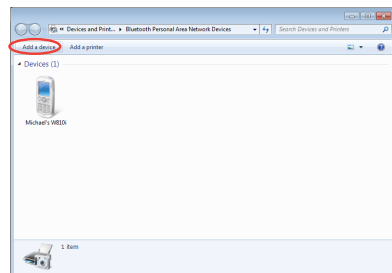 « Devices and Print... ▸ Bluetooth Personal Area Network Devices
Search Devices and Printers
Add a device
Add a printer
Devices (1)
Michael's W810i
1 item